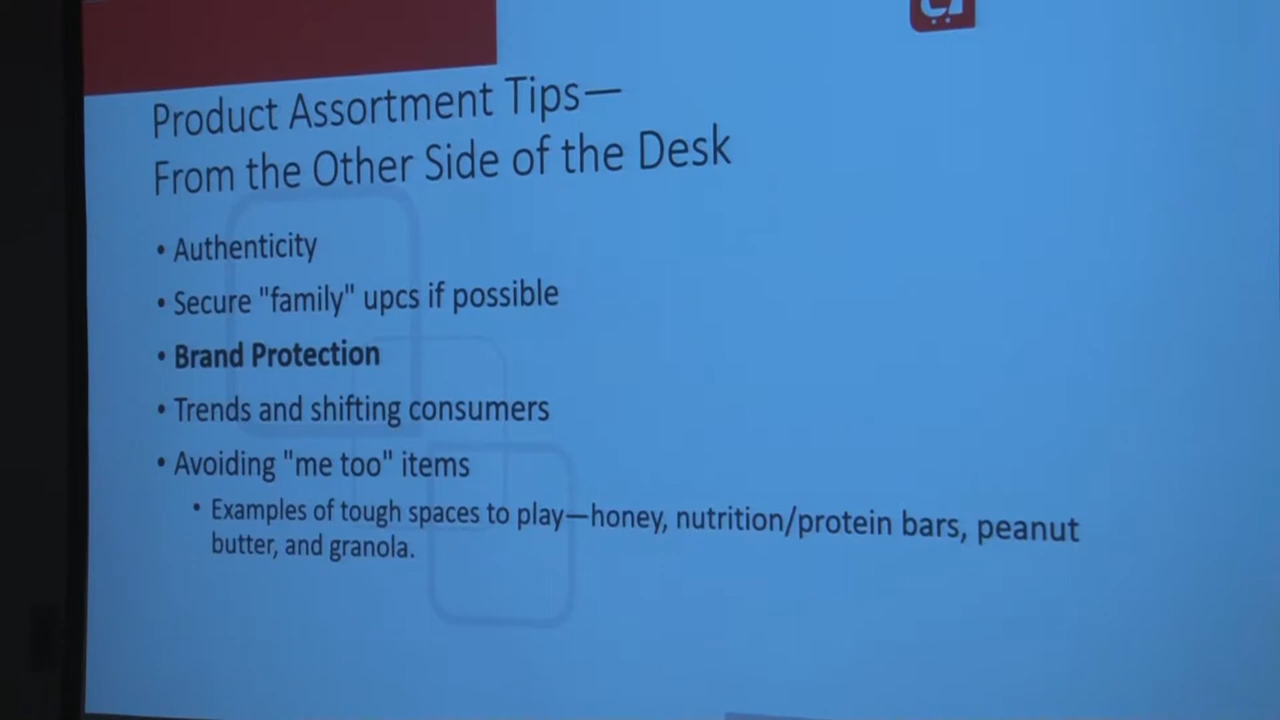 Product Assortment Tips—
From the Other Side of the Desk
• Authenticity
• Secure "family" upcs if possible
• Brand Protection
• Trends and shifting consumers
• Avoiding "me too" items
• Examples of tough spaces to play—honey, nutrition/protein bars, peanut
butter, and granola.